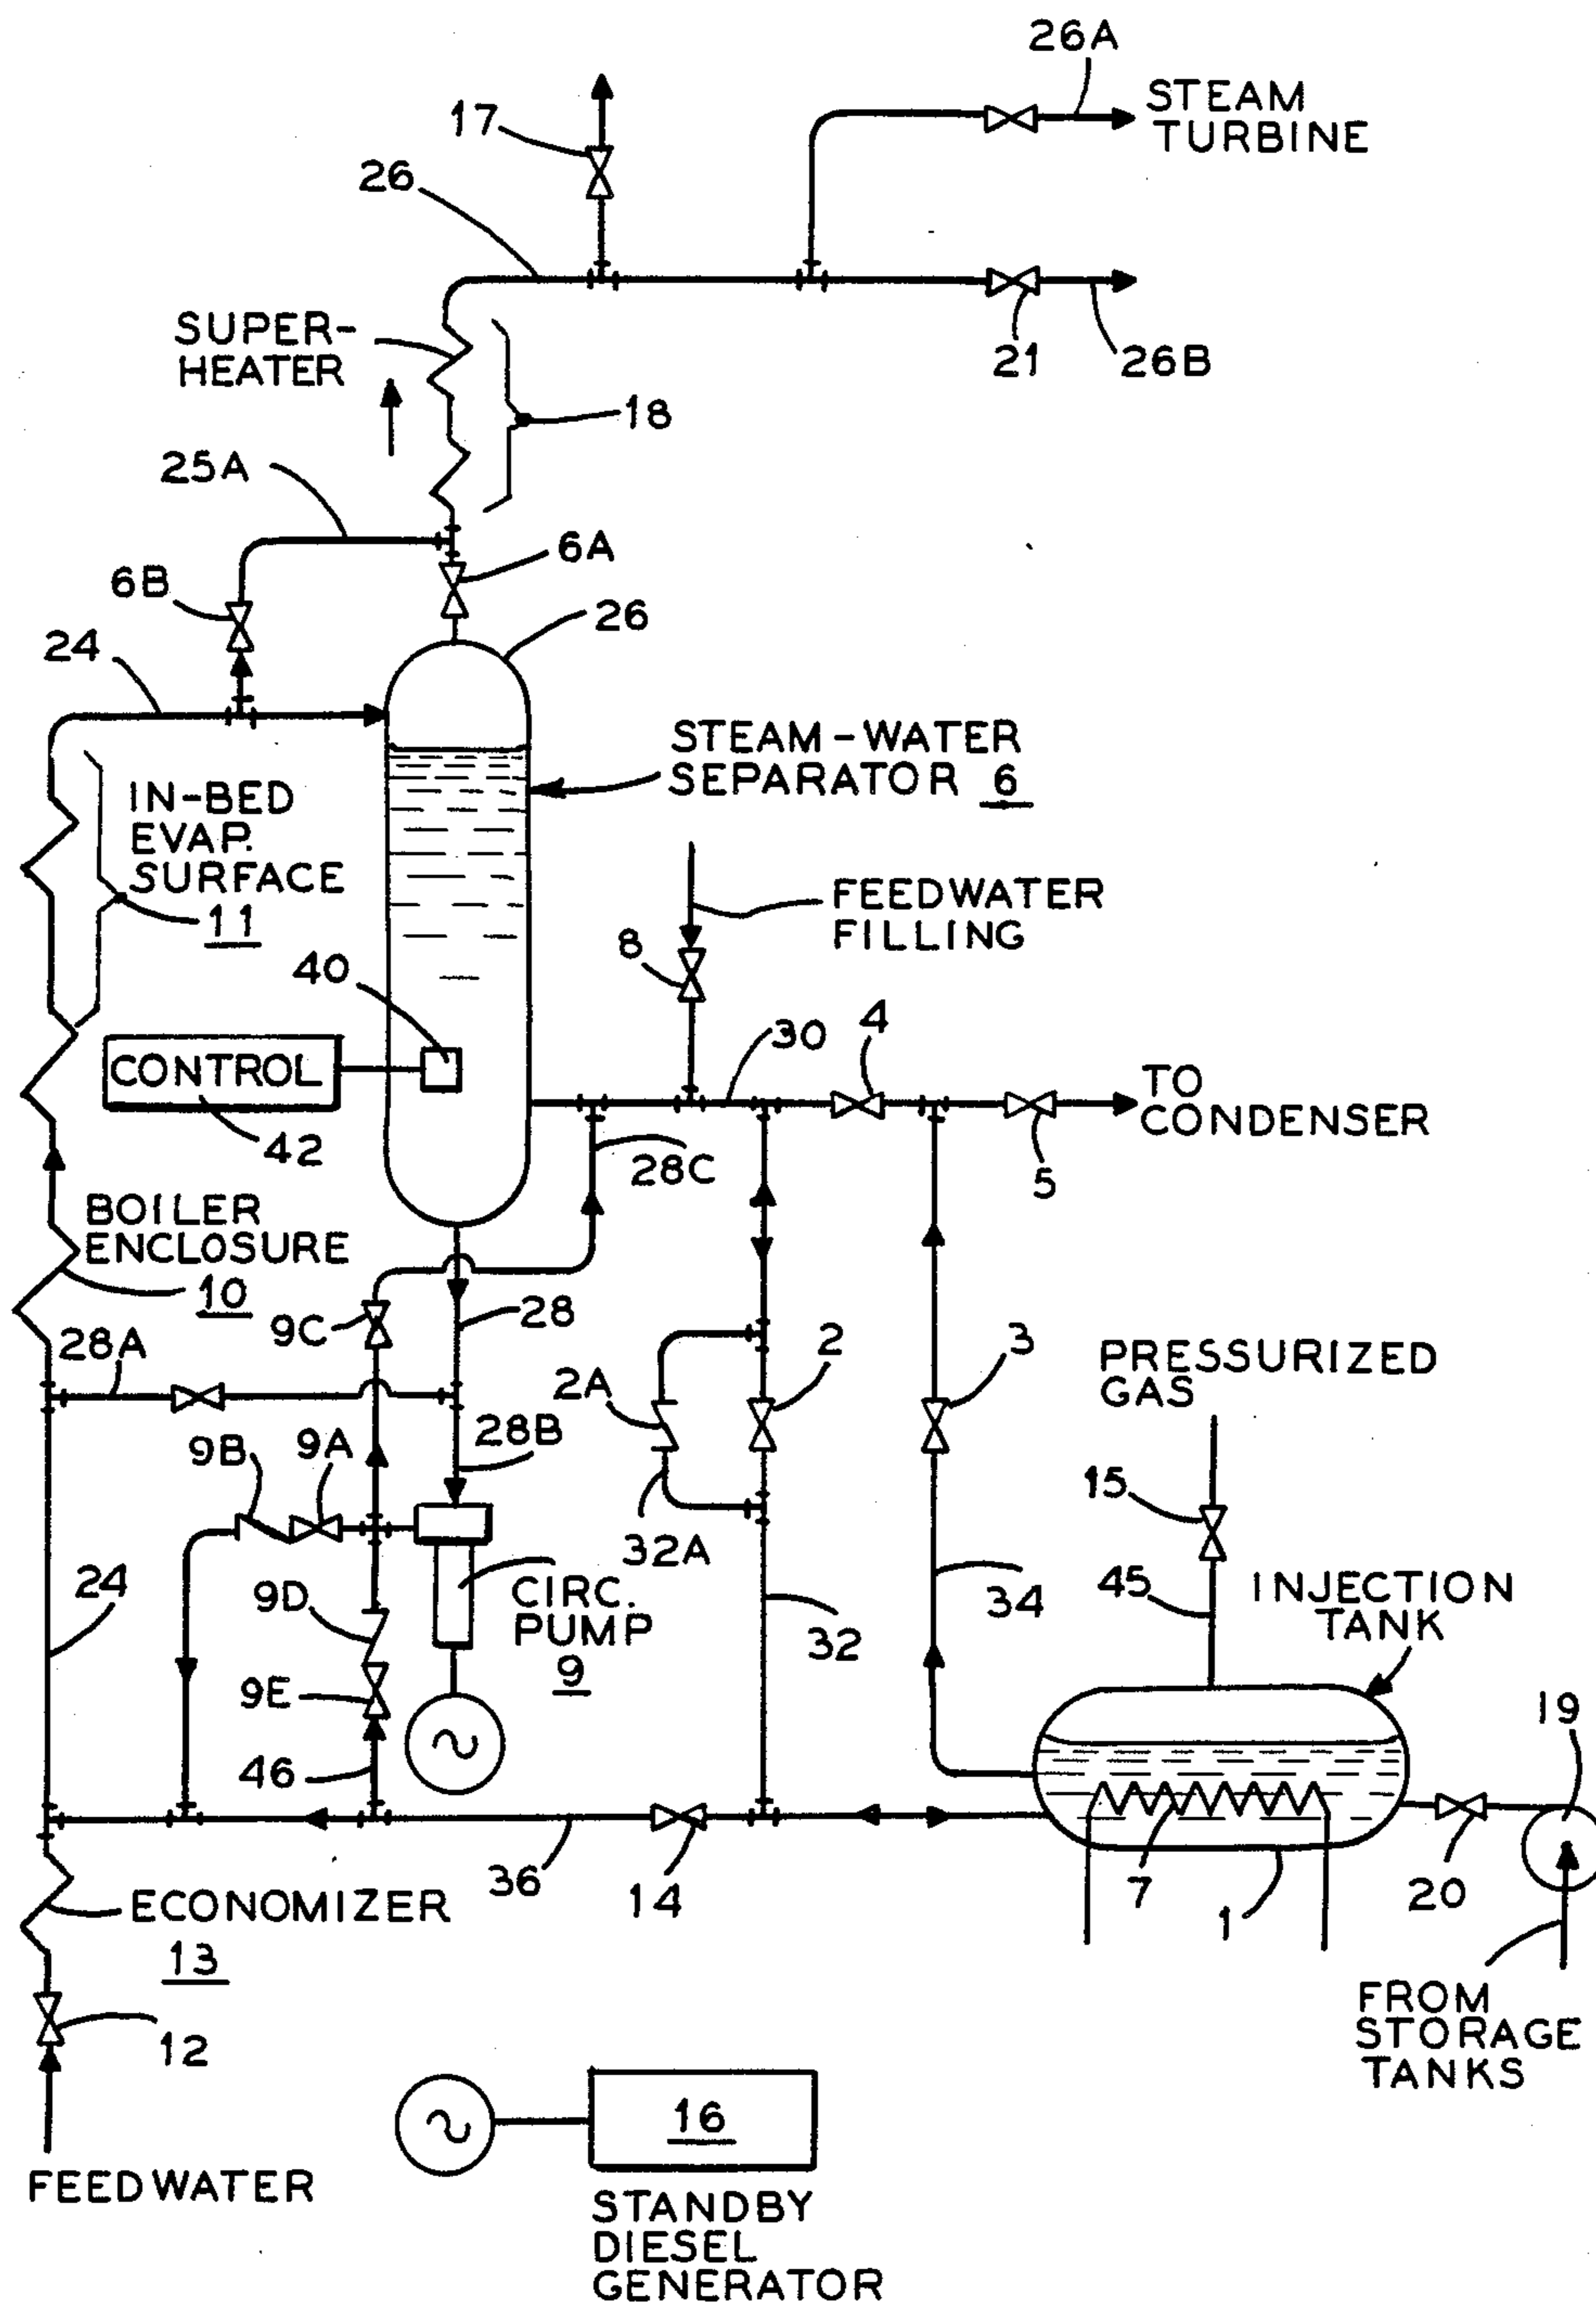 26A
STEAM
TURBINE
17
26
SUPER-
HEATER
21
26B
18
25A
6A
6B
26
24
STEAM-WATER
SEPARATOR 6
IN-BED
EVAP.
SURFACE
11
FEEDWATER
FILLING
8
40
4
30
CONTROL
TO
CONDENSER
42
28C
5
BOILER
ENCLOSURE
10
9C
28
28A
2
3
PRESSURIZED
GAS
2A
9B
9A
28B
15
32A
24
CIRC.
PUMP
9
9D
34
45
INJECTION
TANK
32
9E
19
46
36
14
7
1
20
ECONOMIZER
13
12
FROM
STORAGE
TANKS
16
FEEDWATER
STANDBY
DIESEL
GENERATOR